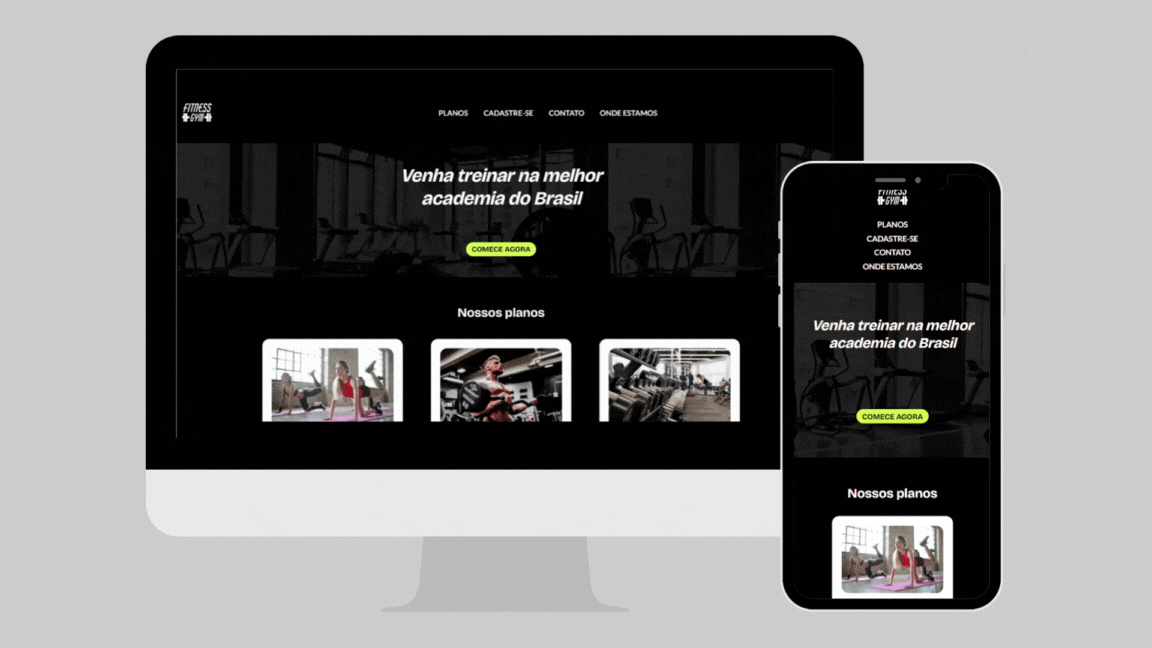 FITNESS
GYM
PLANOS CADASTRE-SE CONTATO ONDE ESTAMOS
Venha treinar na melhor
academia do Brasil
COMECE AGORA
Nossos planos
FITNESS
GYM
PLANOS
CADASTRE-SE
CONTATO
ONDE ESTAMOS
Venha treinar na melhor
academia do Brasil
COMECE AGORA
Nossos planos